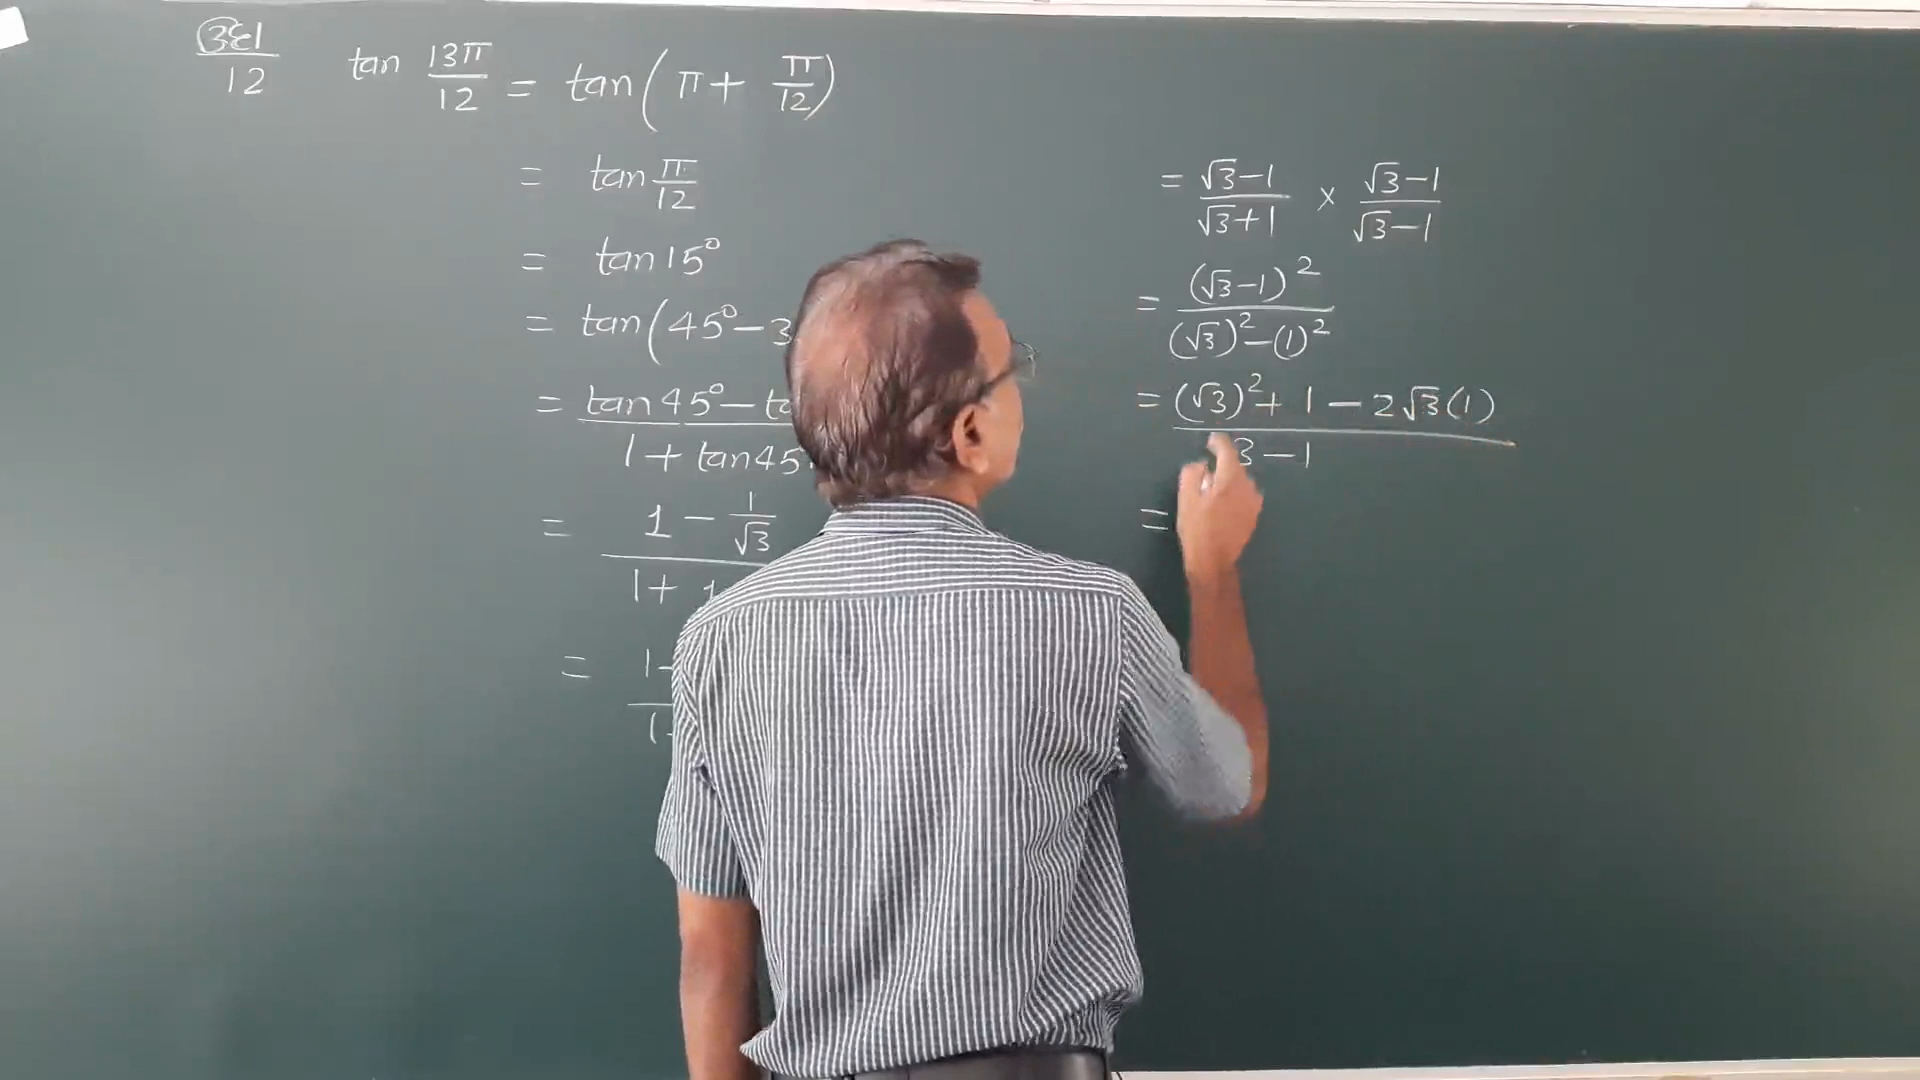 tan 13π/12 = tan(π + π/12)
= tan π/12
= tan 15°
= tan(45° - 3
= tan 45° -
1 + tan 45°
= 1 - 1/√3
1 +
= 1 -
1
= (√3 - 1)/(√3 + 1) × (√3 - 1)/(√3 - 1)
= (√3 - 1)²/((√3)² - (1)²)
= ((√3)² + 1 - 2√3(1))/(3 - 1)
=